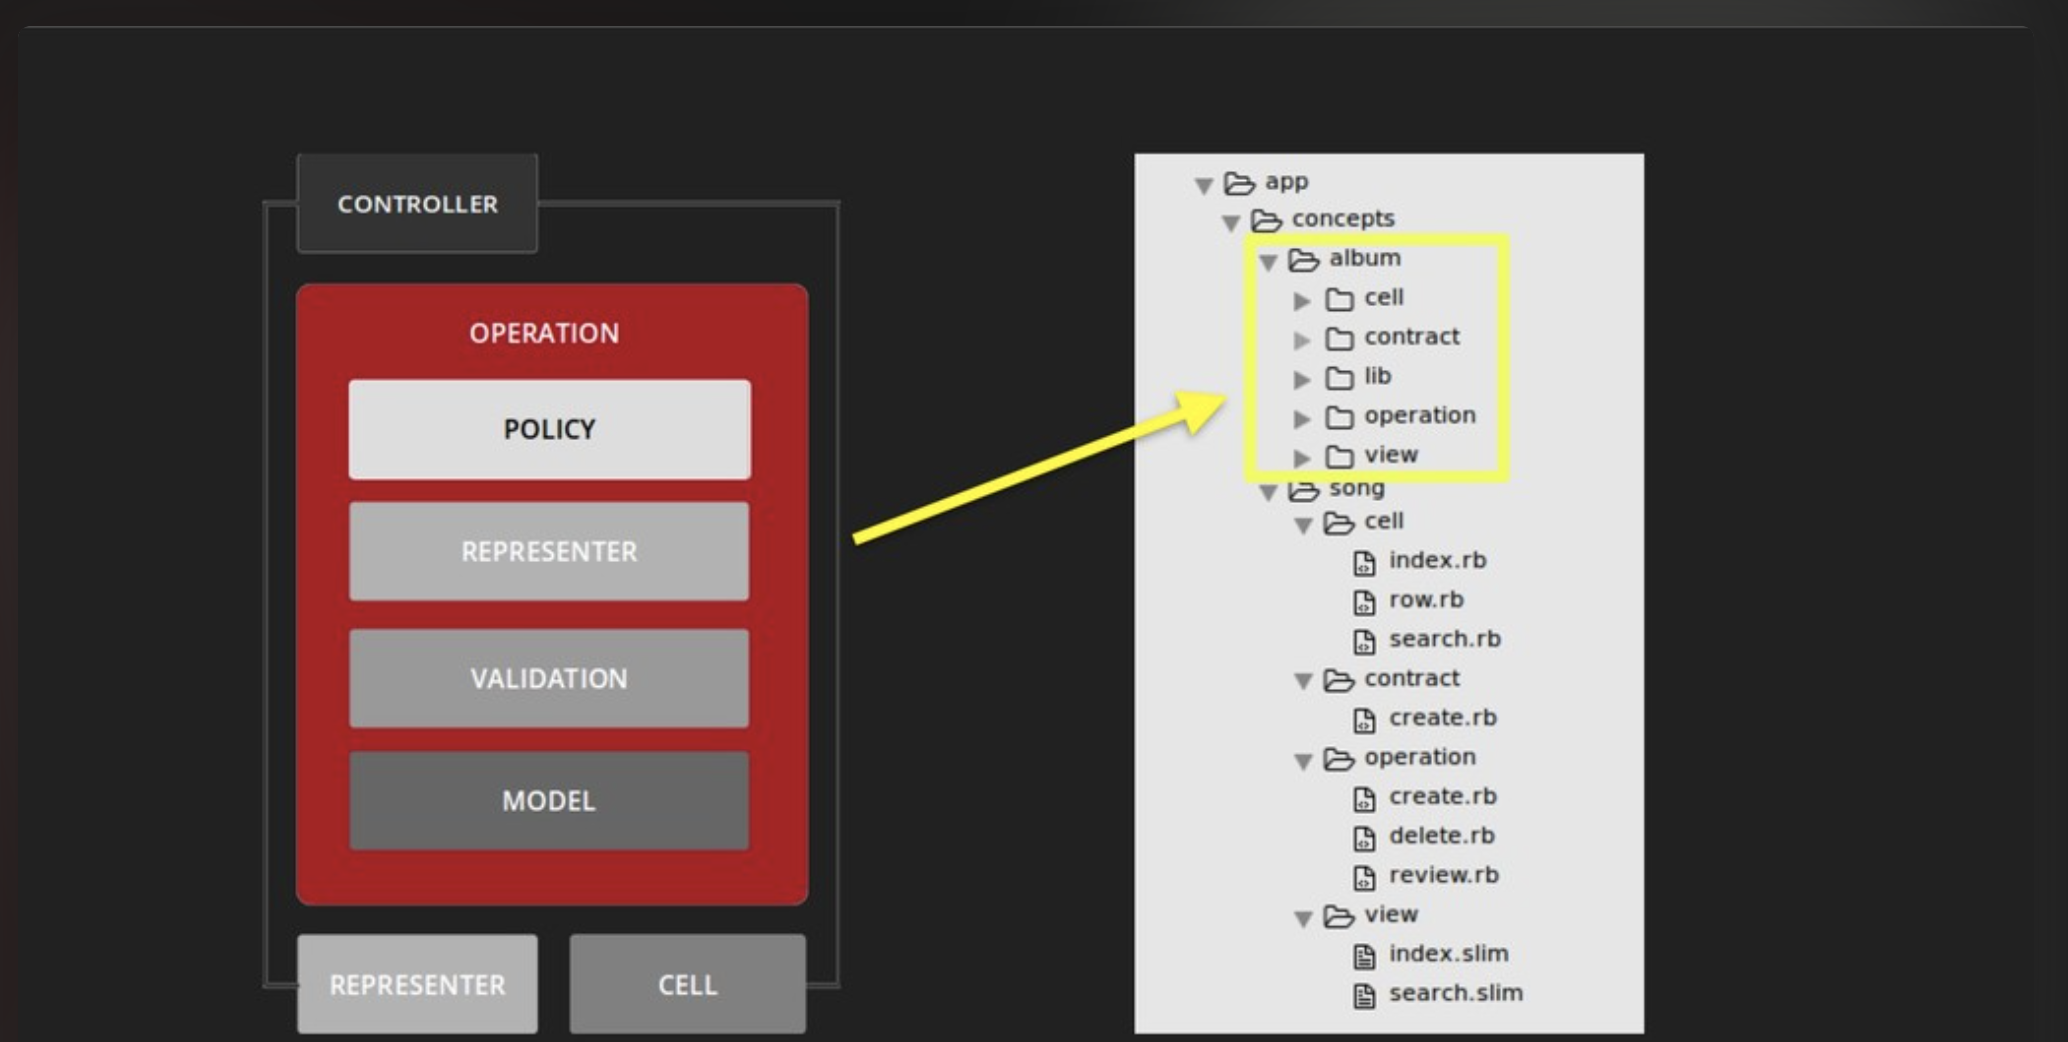 CONTROLLER
OPERATION
POLICY
REPRESENTER
VALIDATION
MODEL
REPRESENTER
CELL
app
concepts
album
cell
contract
lib
operation
view
song
cell
index.rb
row.rb
search.rb
contract
create.rb
operation
create.rb
delete.rb
review.rb
view
index.slim
search.slim